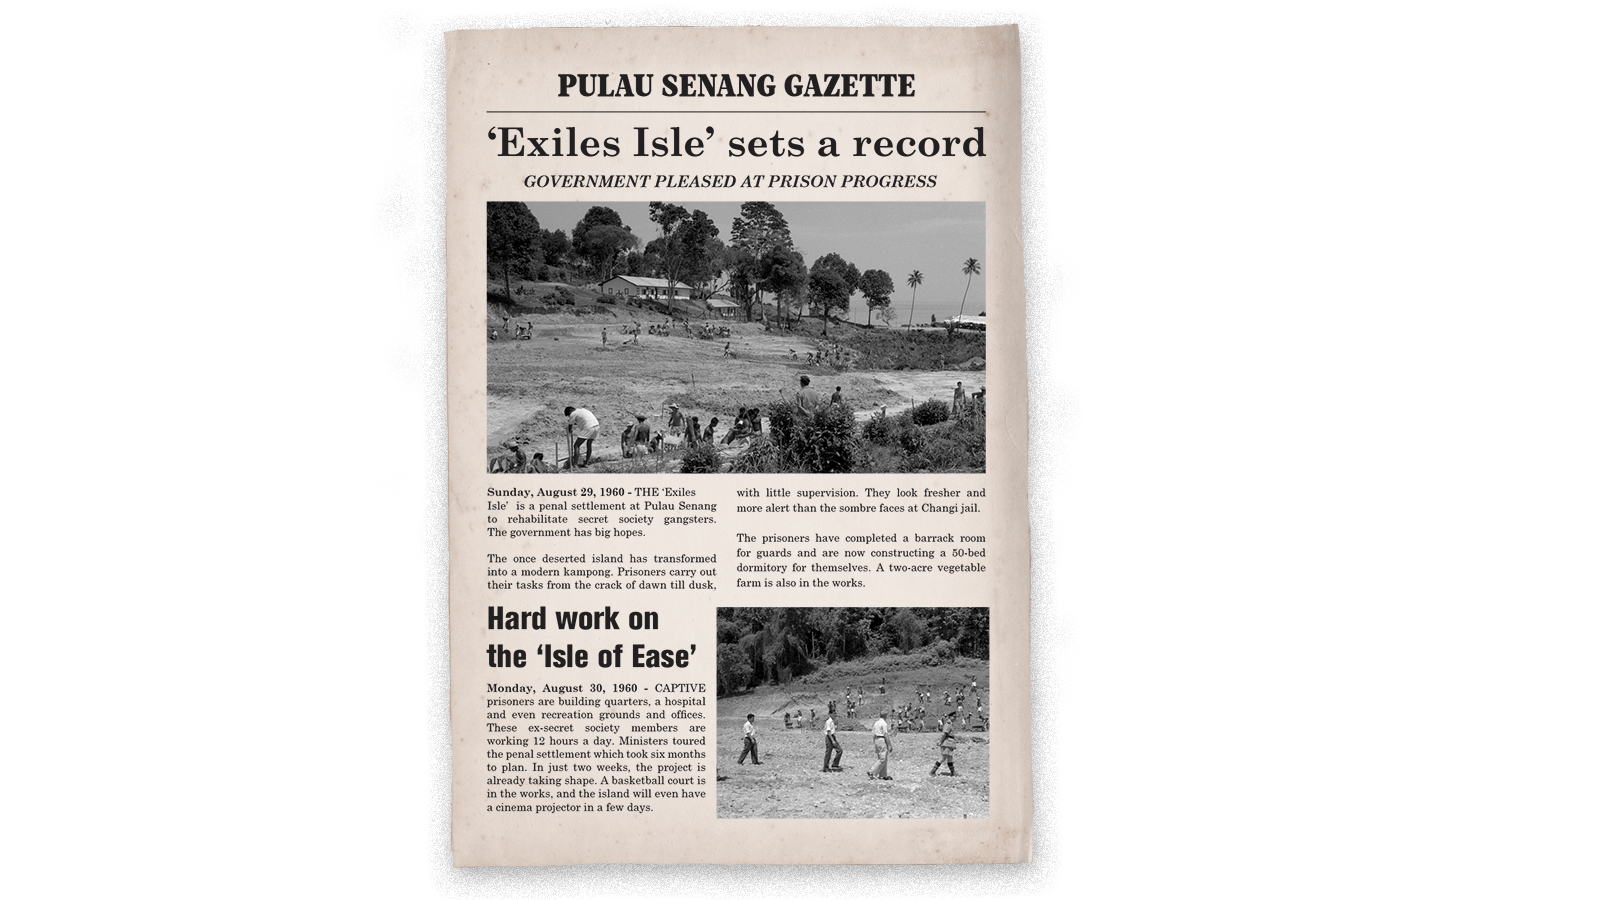 PULAU SENANG GAZETTE
‘Exiles Isle’ sets a record
GOVERNMENT PLEASED AT PRISON PROGRESS
Sunday, August 29, 1960 - THE ‘Exiles
Isle’ is a penal settlement at Pulau Senang
to rehabilitate secret society gangsters.
The government has big hopes.
The once deserted island has transformed
into a modern kampong. Prisoners carry out
their tasks from the crack of dawn till dusk,
with little supervision. They look fresher and
more alert than the sombre faces at Changi jail.
The prisoners have completed a barrack room
for guards and are now constructing a 50-bed
dormitory for themselves. A two-acre vegetable
farm is also in the works.
Hard work on
the ‘Isle of Ease’
Monday, August 30, 1960 - CAPTIVE
prisoners are building quarters, a hospital
and even recreation grounds and offices.
These ex-secret society members are
working 12 hours a day. Ministers toured
the penal settlement which took six months
to plan. In just two weeks, the project is
already taking shape. A basketball court is
in the works, and the island will even have
a cinema projector in a few days.